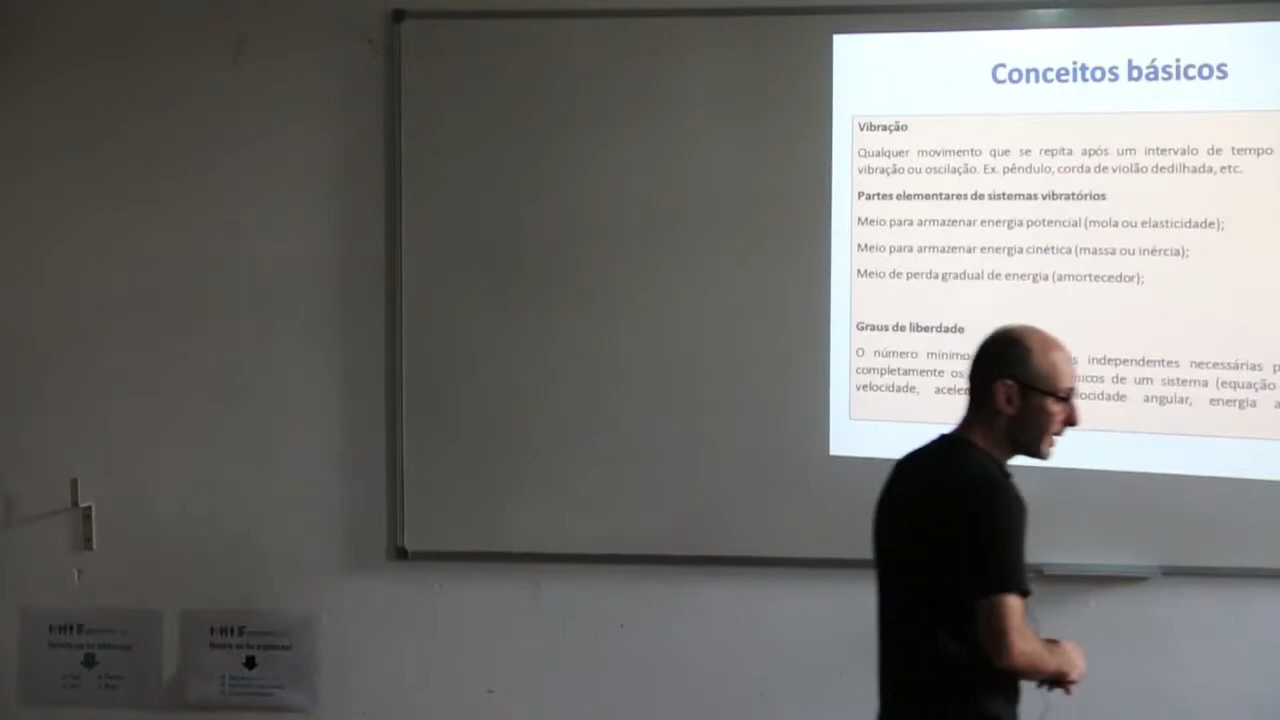 Conceitos básicos
Vibração
Qualquer movimento que se repita após um intervalo de tempo
vibração ou oscilação. Ex. pêndulo, corda de violão dedilhada, etc.
Partes elementares de sistemas vibratórios
Meio para armazenar energia potencial (mola ou elasticidade);
Meio para armazenar energia cinética (massa ou inércia);
Meio de perda gradual de energia (amortecedor);
Graus de liberdade
O número mínimo independentes necessárias
completamente os de um sistema (equação
velocidade, angular, energia